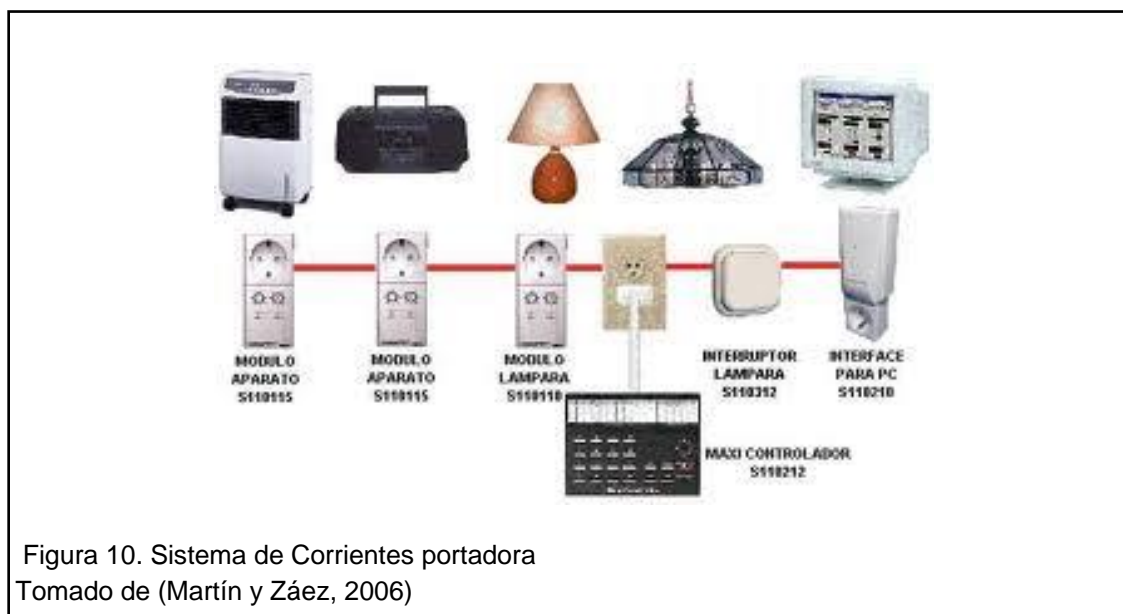 MODULO
APARATO
S110115
MODULO
APARATO
S110115
MODULO
LAMPARA
S110110
INTERRUPTOR
LAMPARA
S110312
INTERFACE
PARA PC
S110210
MAXI CONTROLADOR
S110212
Figura 10. Sistema de Corrientes portadora
Tomado de (Martín y Záez, 2006)